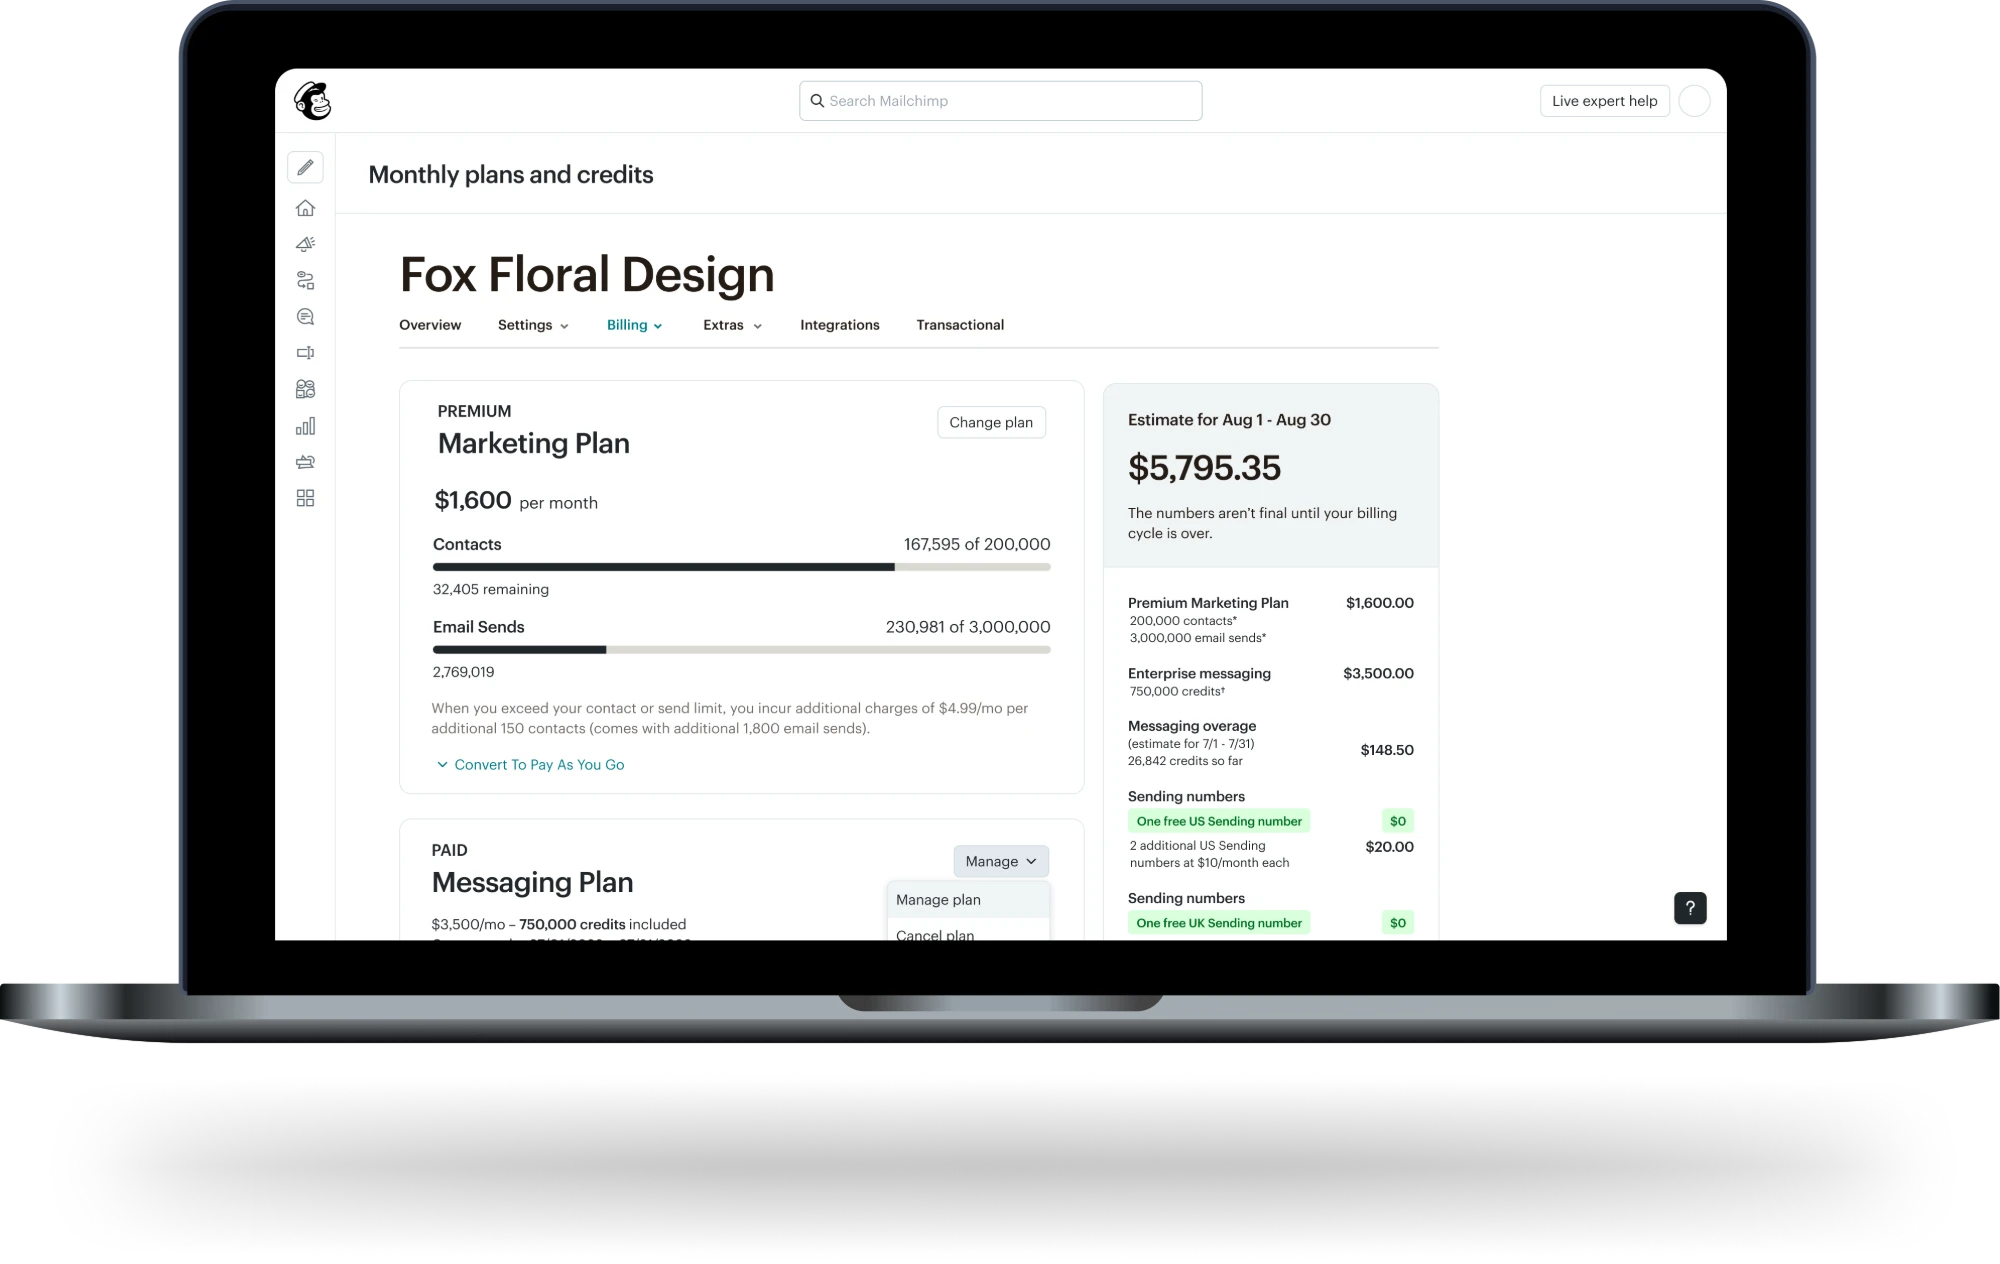 Search Mailchimp
Live expert help
Monthly plans and credits
Fox Floral Design
Overview Settings Billing Extras Integrations Transactional
PREMIUM
Marketing Plan
Change plan
$1,600 per month
Contacts 167,595 of 200,000
32,405 remaining
Email Sends 230,981 of 3,000,000
2,769,019
When you exceed your contact or send limit, you incur additional charges of $4.99/mo per
additional 150 contacts (comes with additional 1,800 email sends).
Convert To Pay As You Go
PAID
Messaging Plan
Manage
Manage plan
Cancel plan
$3,500/mo – 750,000 credits included
Estimate for Aug 1 - Aug 30
$5,795.35
The numbers aren't final until your billing
cycle is over.
Premium Marketing Plan $1,600.00
200,000 contacts*
3,000,000 email sends*
Enterprise messaging $3,500.00
750,000 credits†
Messaging overage
(estimate for 7/1 - 7/31) $148.50
26,842 credits so far
Sending numbers
One free US Sending number $0
2 additional US Sending $20.00
numbers at $10/month each
Sending numbers
One free UK Sending number $0
?